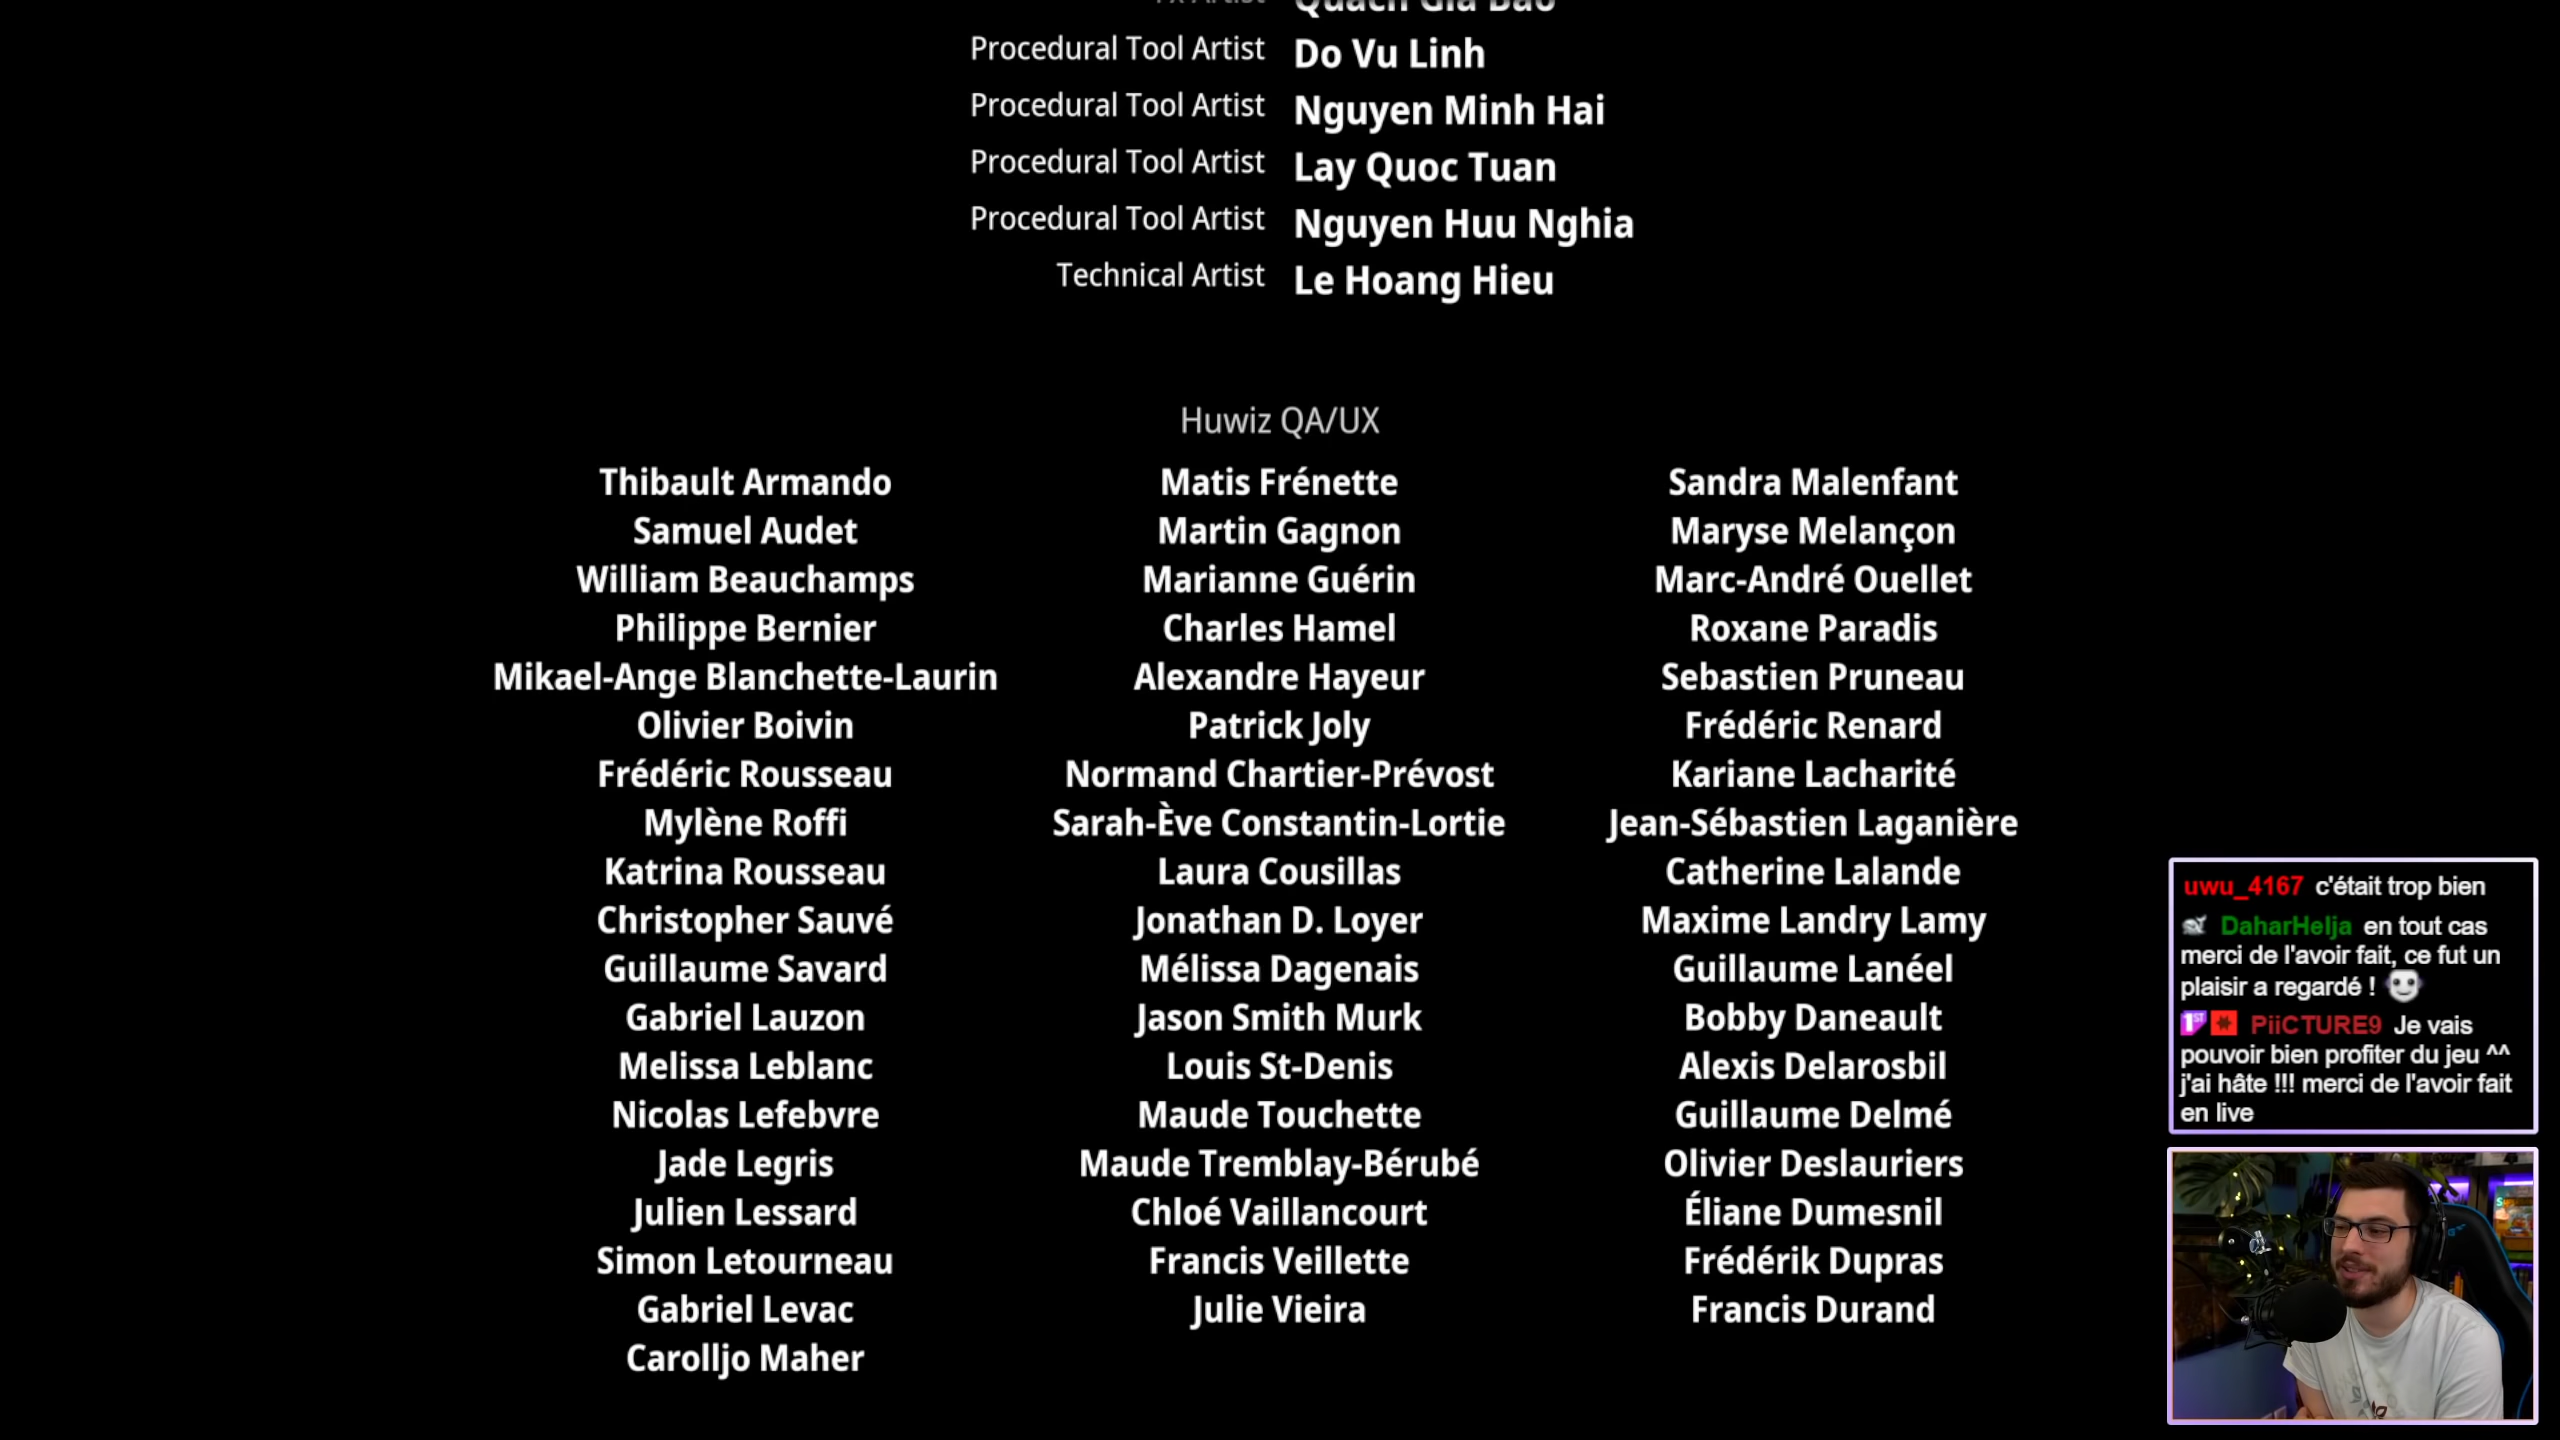 Fx Artist Quach Gia Bao
Procedural Tool Artist Do Vu Linh
Procedural Tool Artist Nguyen Minh Hai
Procedural Tool Artist Lay Quoc Tuan
Procedural Tool Artist Nguyen Huu Nghia
Technical Artist Le Hoang Hieu
Huwiz QA/UX
Thibault Armando
Samuel Audet
William Beauchamps
Philippe Bernier
Mikael-Ange Blanchette-Laurin
Olivier Boivin
Frédéric Rousseau
Mylène Roffi
Katrina Rousseau
Christopher Sauvé
Guillaume Savard
Gabriel Lauzon
Melissa Leblanc
Nicolas Lefebvre
Jade Legris
Julien Lessard
Simon Letourneau
Gabriel Levac
Carolljo Maher
Matis Frénette
Martin Gagnon
Marianne Guérin
Charles Hamel
Alexandre Hayeur
Patrick Joly
Normand Chartier-Prévost
Sarah-Ève Constantin-Lortie
Laura Cousillas
Jonathan D. Loyer
Mélissa Dagenais
Jason Smith Murk
Louis St-Denis
Maude Touchette
Maude Tremblay-Bérubé
Chloé Vaillancourt
Francis Veillette
Julie Vieira
Sandra Malenfant
Maryse Melançon
Marc-André Ouellet
Roxane Paradis
Sebastien Pruneau
Frédéric Renard
Kariane Lacharité
Jean-Sébastien Laganière
Catherine Lalande
Maxime Landry Lamy
Guillaume Lanéel
Bobby Daneault
Alexis Delarosbil
Guillaume Delmé
Olivier Deslauriers
Éliane Dumesnil
Frédérik Dupras
Francis Durand
uwu_4167 c'était trop bien
DaharHelja en tout cas
merci de l'avoir fait, ce fut un
plaisir a regardé !
1ST PiiCTURE9 Je vais
pouvoir bien profiter du jeu ^^
j'ai hâte !!! merci de l'avoir fait
en live